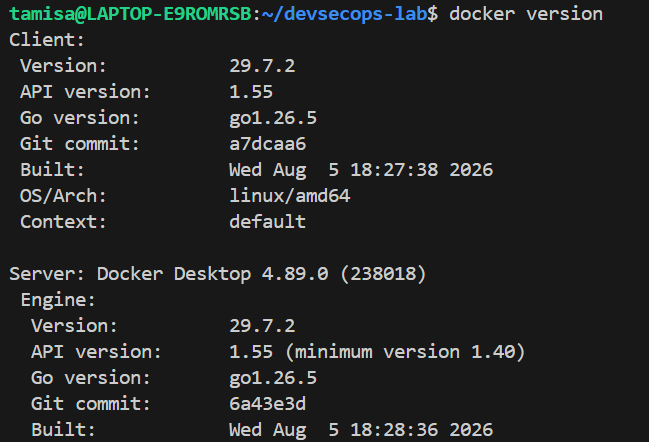 tamisa@LAPTOP-E9ROMRSB:~/devsecops-lab$ docker version
Client:
 Version:           29.7.2
 API version:       1.55
 Go version:        go1.26.5
 Git commit:        a7dcaa6
 Built:             Wed Aug  5 18:27:38 2026
 OS/Arch:           linux/amd64
 Context:           default

Server: Docker Desktop 4.89.0 (238018)
 Engine:
  Version:          29.7.2
  API version:      1.55 (minimum version 1.40)
  Go version:       go1.26.5
  Git commit:       6a43e3d
  Built:            Wed Aug  5 18:28:36 2026